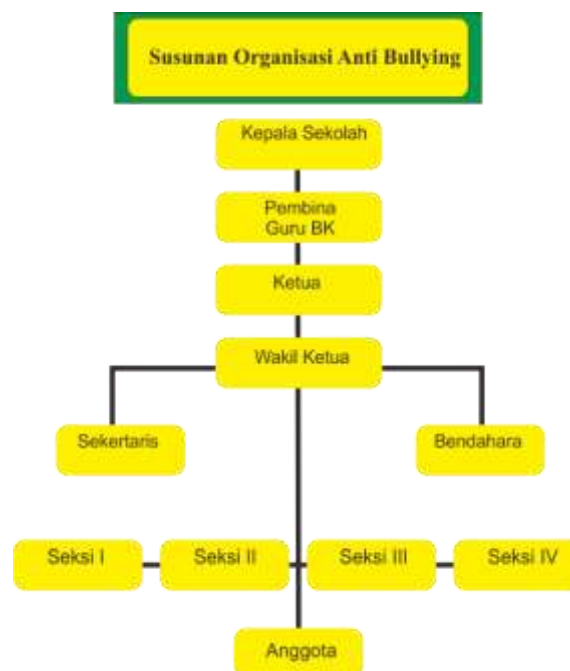 Susunan Organisasi Anti Bullying
Kepala Sekolah
Pembina
Guru BK
Ketua
Wakil Ketua
Sekertaris
Bendahara
Seksi I
Seksi II
Seksi III
Seksi IV
Anggota